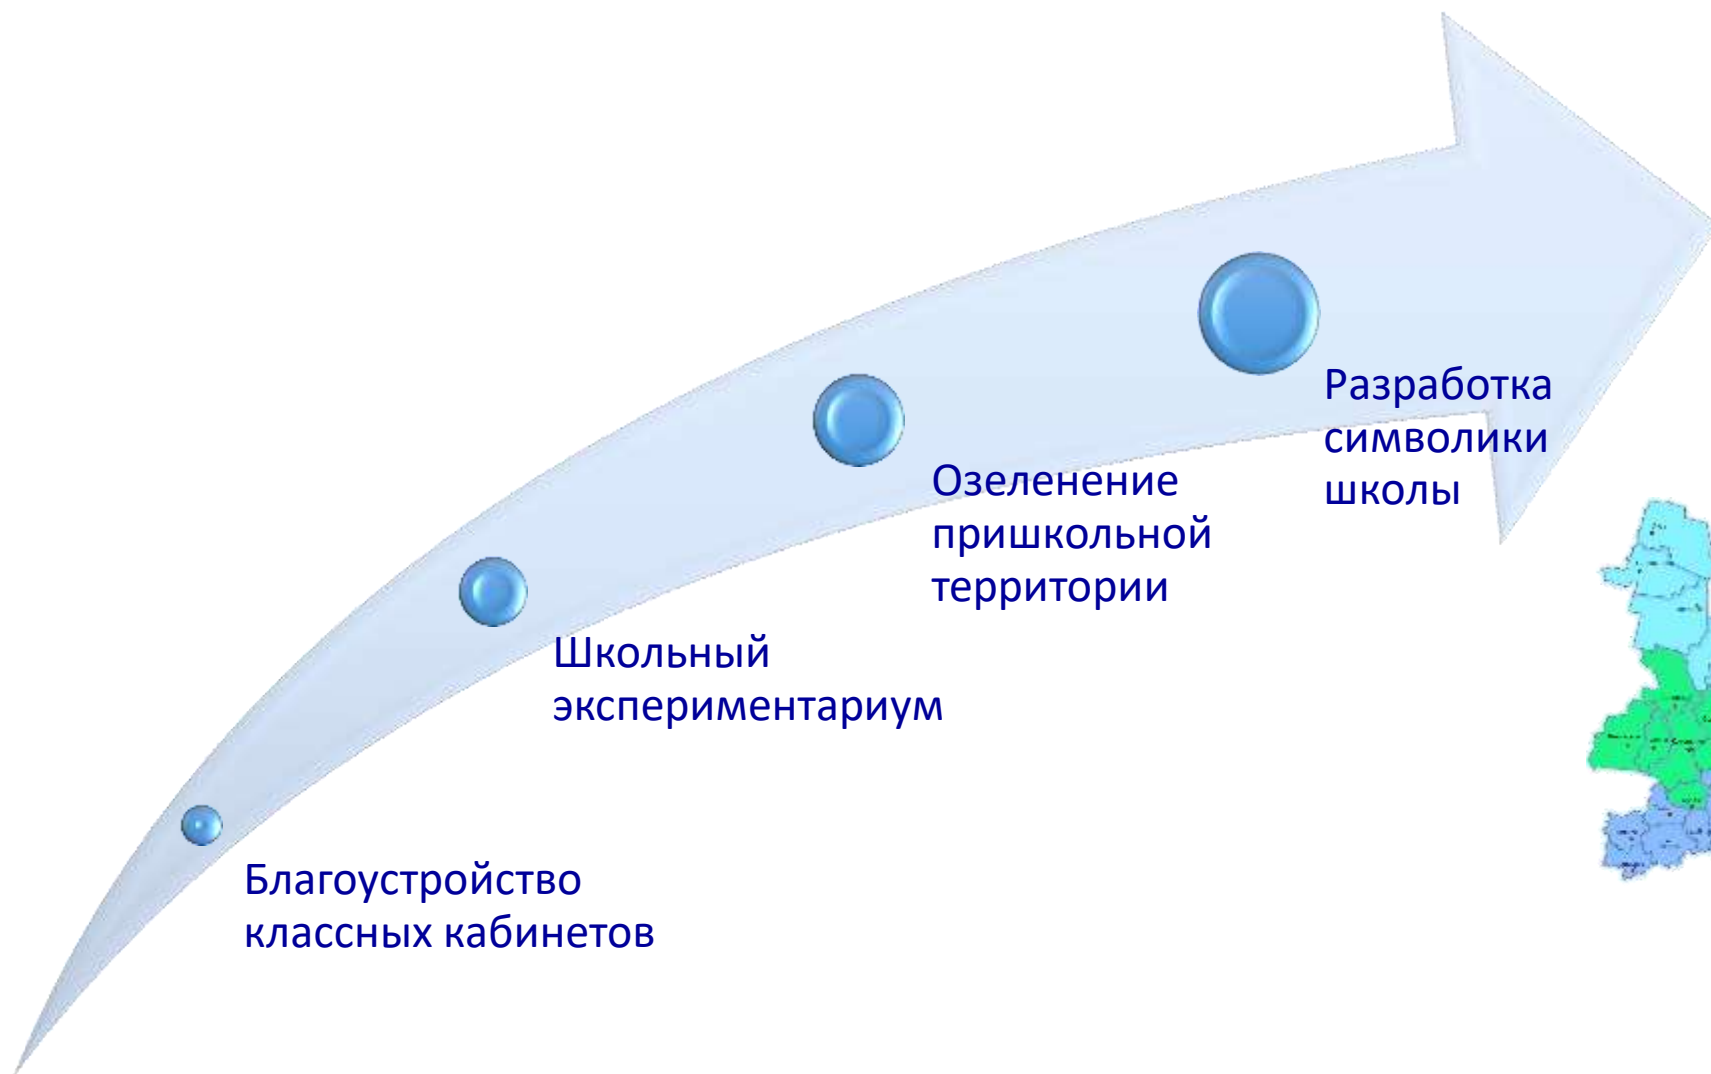 Разработка
символики
школы
Озеленение
пришкольной
территории
Школьный
экспериментариум
Благоустройство
классных кабинетов